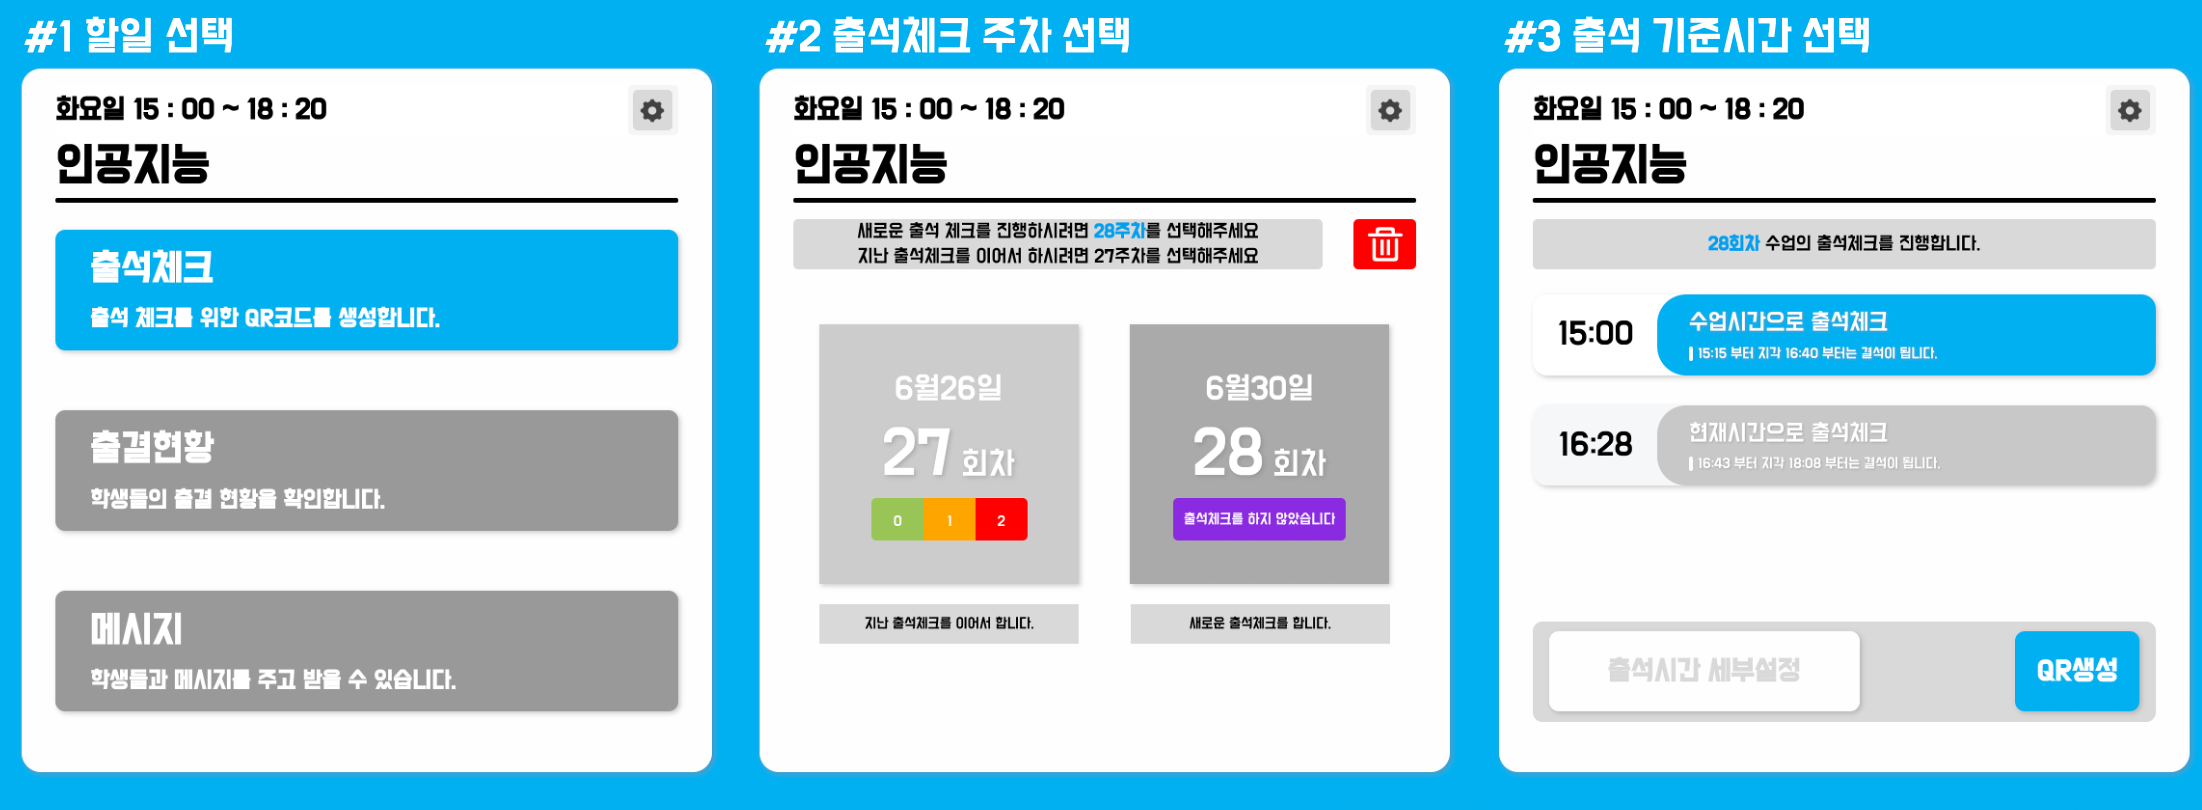 #1 할일 선택
화요일 15 : 00 ~ 18 : 20
인공지능
출석체크
출석 체크를 위한 QR코드를 생성합니다.
출결현황
학생들의 출결 현황을 확인합니다.
메시지
학생들과 메시지를 주고 받을 수 있습니다.
#2 출석체크 주차 선택
화요일 15 : 00 ~ 18 : 20
인공지능
새로운 출석 체크를 진행하시려면 28주차를 선택해주세요
지난 출석체크를 이어서 하시려면 27주차를 선택해주세요
6월26일
27 회차
0 1 2
지난 출석체크를 이어서 합니다.
6월30일
28 회차
출석체크를 하지 않았습니다
새로운 출석체크를 합니다.
#3 출석 기준시간 선택
화요일 15 : 00 ~ 18 : 20
인공지능
28회차 수업의 출석체크를 진행합니다.
15:00
수업시간으로 출석체크
15:15 부터 지각 16:40 부터는 결석이 됩니다.
16:28
현재시간으로 출석체크
16:43 부터 지각 18:08 부터는 결석이 됩니다.
출석시간 세부설정
QR생성